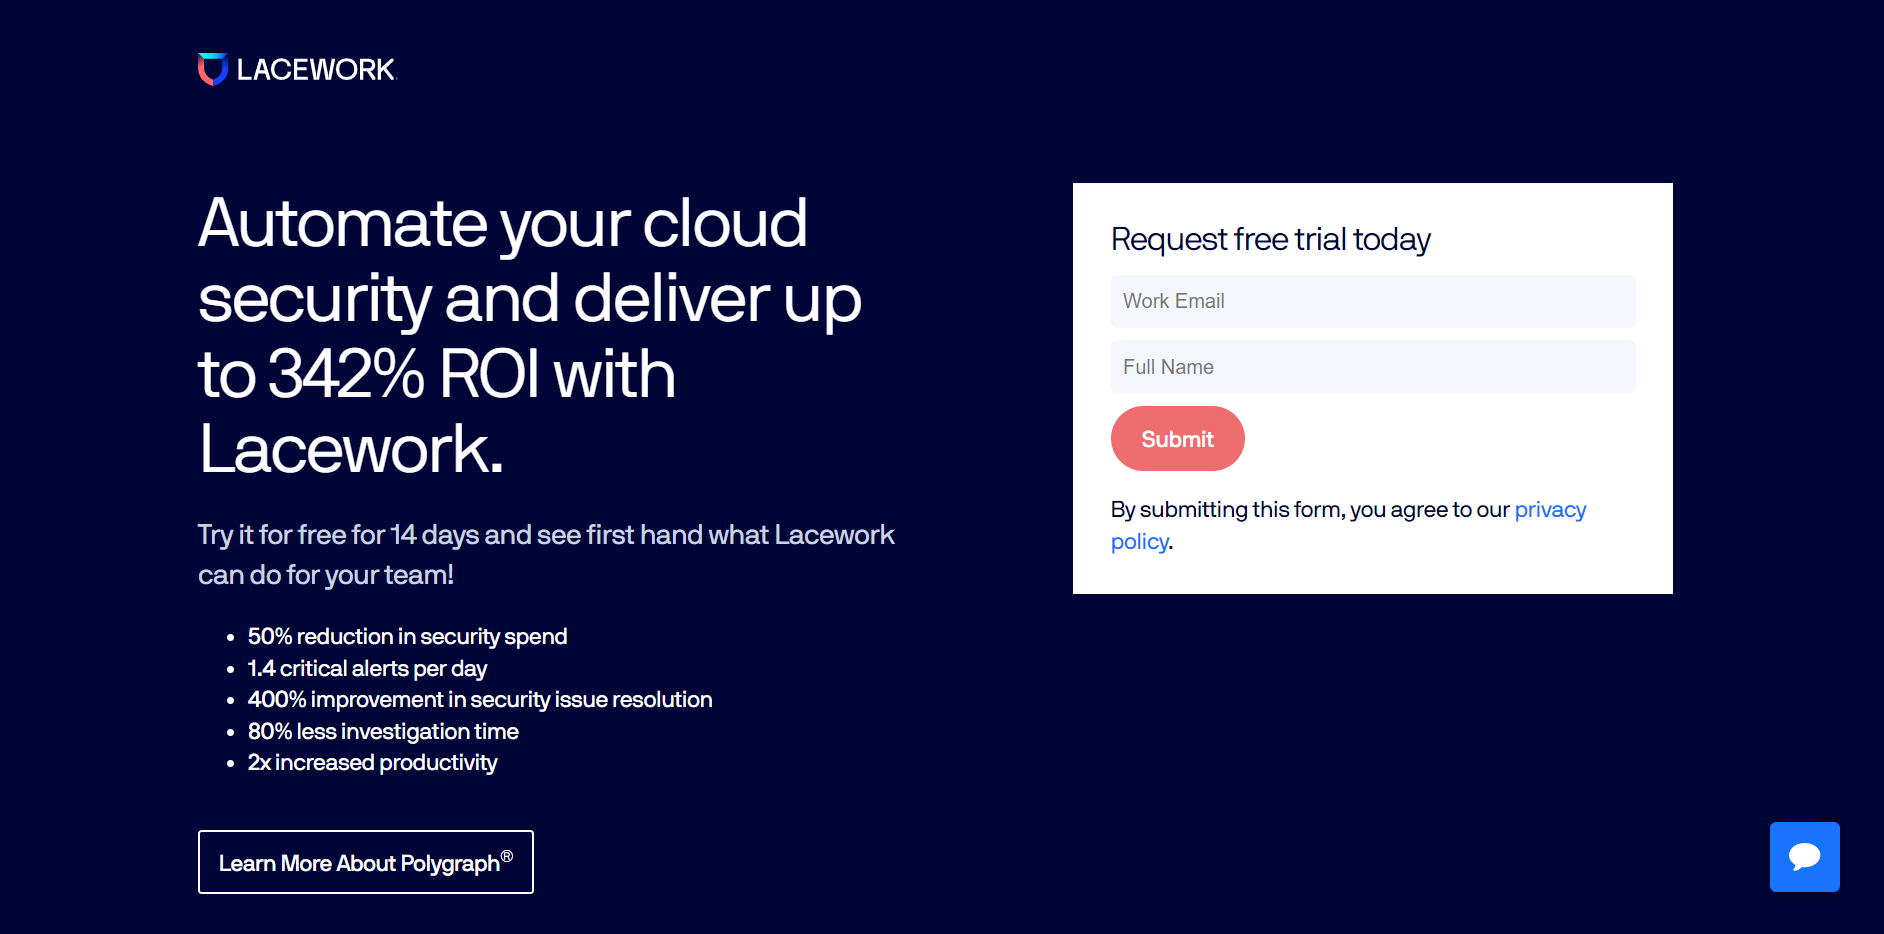 LACEWORK
Automate your cloud
security and deliver up
to 342% ROI with
Lacework.
Try it for free for 14 days and see first hand what Lacework
can do for your team!
50% reduction in security spend
1.4 critical alerts per day
400% improvement in security issue resolution
80% less investigation time
2x increased productivity
Learn More About Polygraph®
Request free trial today
Work Email
Full Name
Submit
By submitting this form, you agree to our privacy
policy.